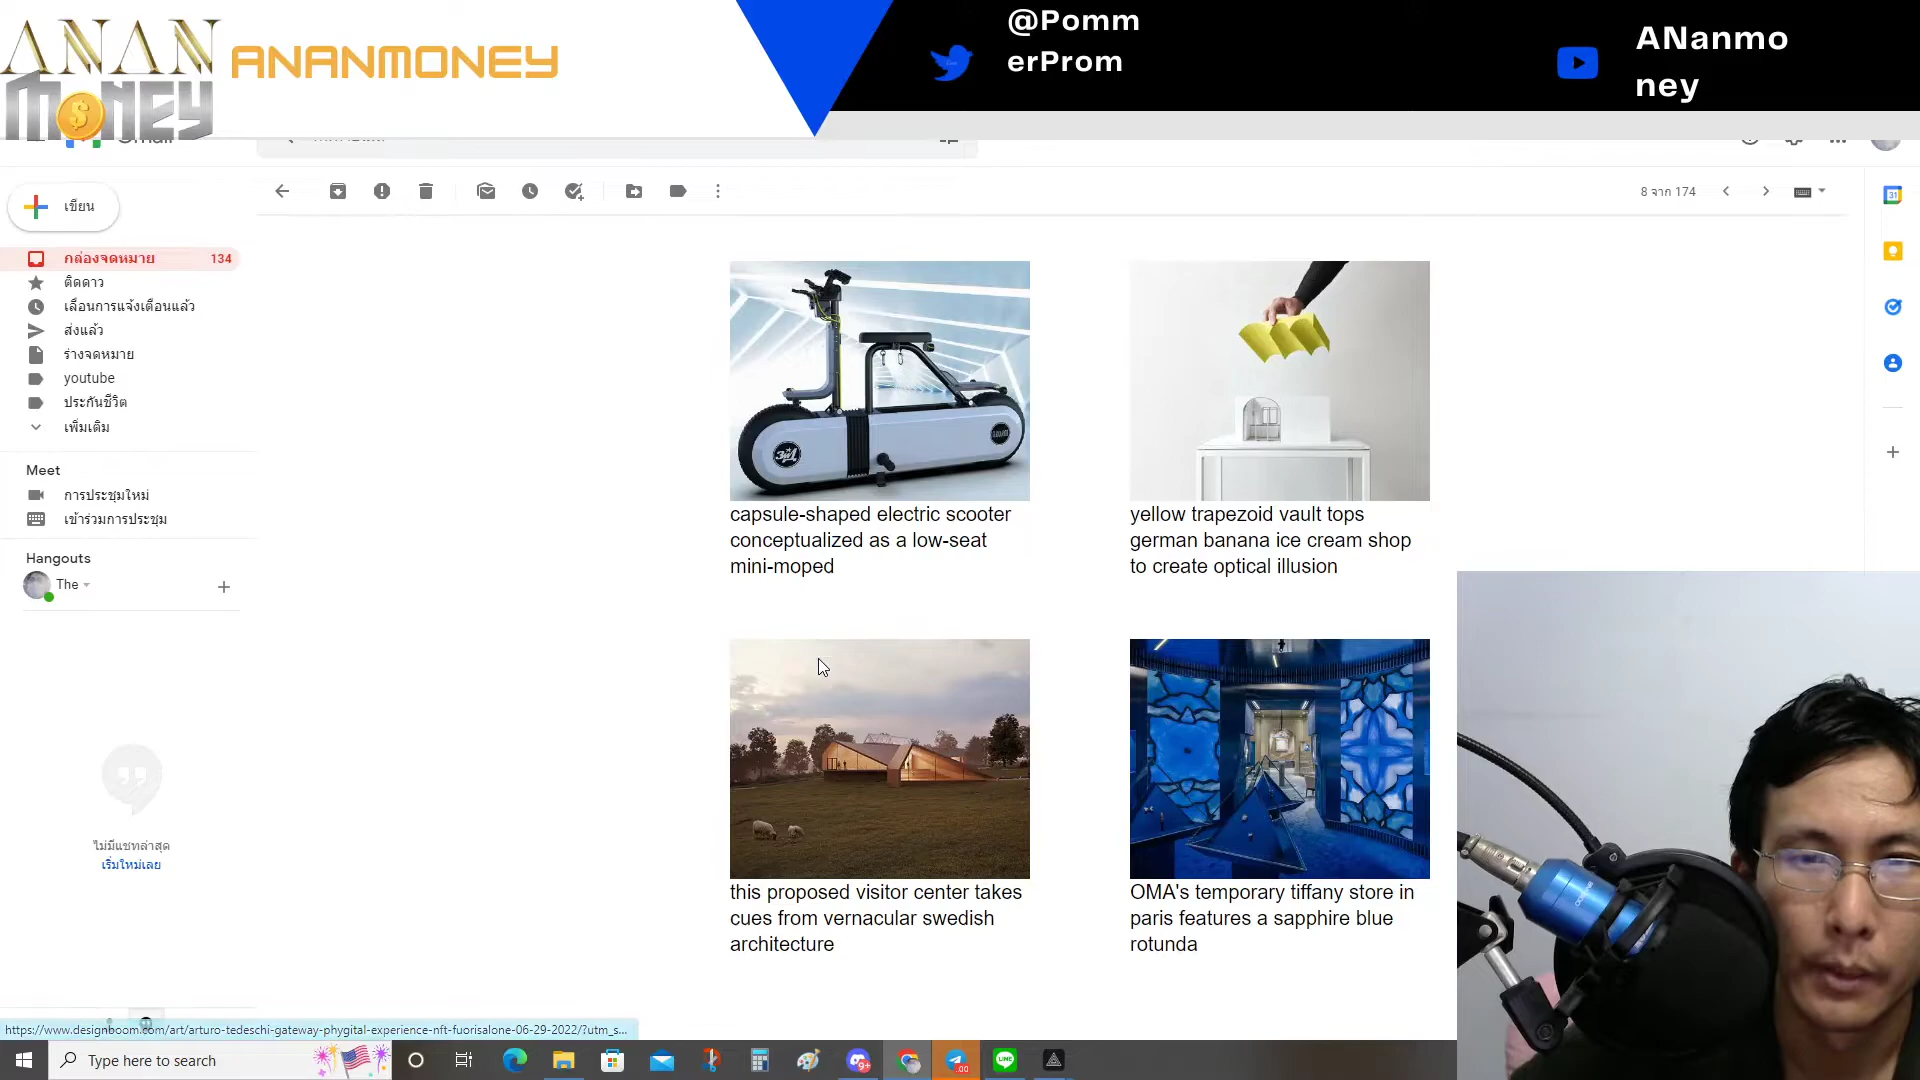 ANAN
MONEY
ANANMONEY
@Pomm
erProm
ANanmo
ney
Gmail
เขียน
8 จาก 174
กล่องจดหมาย 134
ติดดาว
เลื่อนการแจ้งเตือนแล้ว
ส่งแล้ว
ร่างจดหมาย
youtube
ประกันชีวิต
เพิ่มเติม
Meet
การประชุมใหม่
เข้าร่วมการประชุม
Hangouts
The
ไม่มีแชทล่าสุด
เริ่มใหม่เลย
capsule-shaped electric scooter
conceptualized as a low-seat
mini-moped
yellow trapezoid vault tops
german banana ice cream shop
to create optical illusion
this proposed visitor center takes
cues from vernacular swedish
architecture
OMA's temporary tiffany store in
paris features a sapphire blue
rotunda
31
https://www.designboom.com/art/arturo-tedeschi-gateway-phygital-experience-nft-fuorisalone-06-29-2022/?utm_s...
Type here to search
9+
.00
LINE